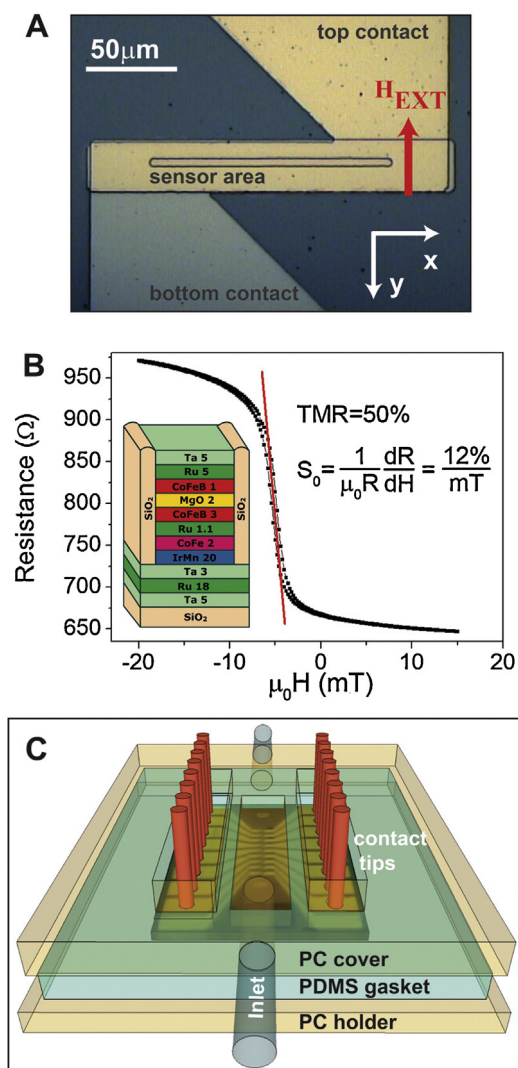 A
50μm
top contact
H_EXT
sensor area
x
y
bottom contact
B
Resistance (Ω)
950
900
850
800
750
700
650
TMR=50%
S₀ = 1/μ₀R dR/dH = 12%/mT
Ta 5
Ru 5
CoFeB 1
MgO 2
CoFeB 3
Ru 1.1
CoFe 2
IrMn 20
SiO₂
SiO₂
Ta 3
Ru 18
Ta 5
SiO₂
-20 -10 0 10 20
μ₀H (mT)
C
contact
tips
Inlet
PC cover
PDMS gasket
PC holder